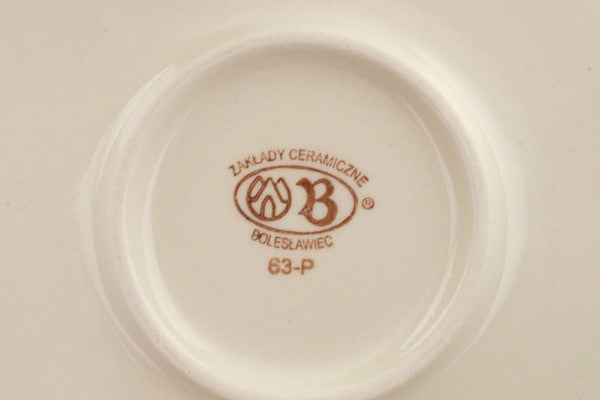 ZAKŁADY CERAMICZNE
B ®
BOLESŁAWIEC
63-P